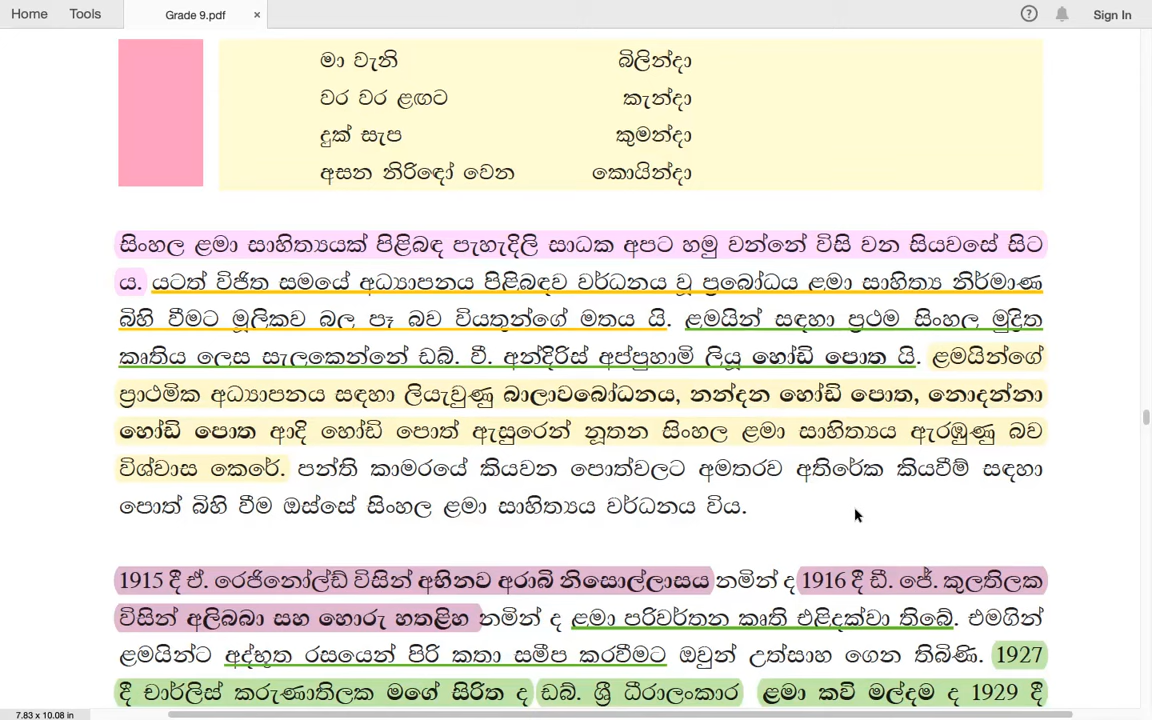 Home Tools Grade 9.pdf × Sign In
මා වැනි බිලින්දා
වර වර ළඟට කැන්දා
දුක් සැප කුමන්දා
අසන නිරිඳෝ වෙන කොයින්දා
සිංහල ළමා සාහිත්‍යයක් පිළිබඳ පැහැදිලි සාධක අපට හමු වන්නේ විසි වන සියවසේ සිට
ය. යටත් විජිත සමයේ අධ්‍යාපනය පිළිබඳව වර්ධනය වූ ප්‍රබෝධය ළමා සාහිත්‍ය නිර්මාණ
බිහි වීමට මූලිකව බල පෑ බව වියතුන්ගේ මතය යි. ළමයින් සඳහා ප්‍රථම සිංහල මුද්‍රිත
කෘතිය ලෙස සැලකෙන්නේ ඩබ්. වී. අන්දිරිස් අප්පුහාමි ලියූ හෝඩි පොත යි. ළමයින්ගේ
ප්‍රාථමික අධ්‍යාපනය සඳහා ලියැවුණු බාලාවබෝධනය, නන්දන හෝඩි පොත, නොදන්නා
හෝඩි පොත ආදි හෝඩි පොත් ඇසුරෙන් නූතන සිංහල ළමා සාහිත්‍යය ඇරඹුණු බව
විශ්වාස කෙරේ. පන්ති කාමරයේ කියවන පොත්වලට අමතරව අතිරේක කියවීම් සඳහා
පොත් බිහි වීම ඔස්සේ සිංහල ළමා සාහිත්‍යය වර්ධනය විය.
1915 දී ඒ. රෙජිනෝල්ඩ් විසින් අභිනව අරාබි නිසොල්ලාසය නමින් ද 1916 දී ඩී. ජේ. කුලතිලක
විසින් අලිබබා සහ හොරු හතළිහ නමින් ද ළමා පරිවර්තන කෘති එළිදක්වා තිබේ. එමගින්
ළමයින්ට අද්භූත රසයෙන් පිරි කතා සමීප කරවීමට ඔවුන් උත්සාහ ගෙන තිබිණි. 1927
දී චාර්ලිස් කරුණාතිලක මගේ සිරිත ද ඩබ්. ශ්‍රී ධීරාලංකාර ළමා කවි මල්දම ද 1929 දී
7.83 x 10.08 in